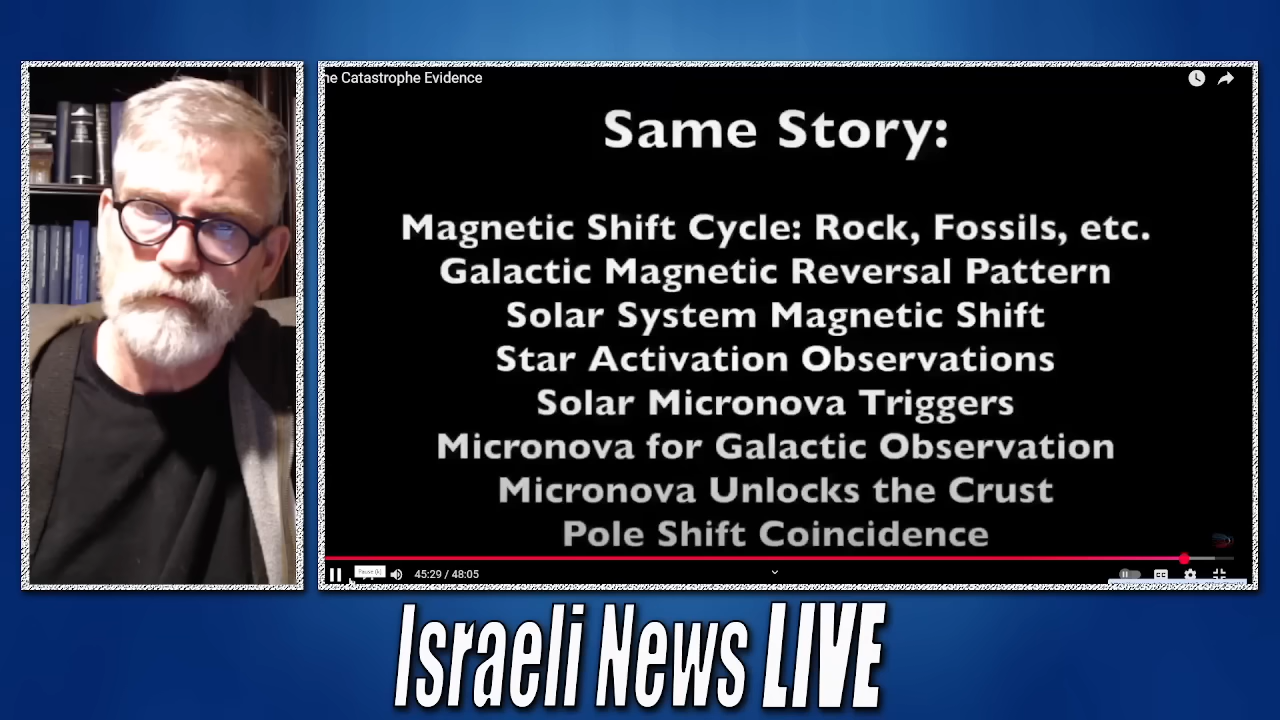 he Catastrophe Evidence
Same Story:
Magnetic Shift Cycle: Rock, Fossils, etc.
Galactic Magnetic Reversal Pattern
Solar System Magnetic Shift
Star Activation Observations
Solar Micronova Triggers
Micronova for Galactic Observation
Micronova Unlocks the Crust
Pole Shift Coincidence
Pause (k)
45:29 / 48:05
CC
Israeli News LIVE